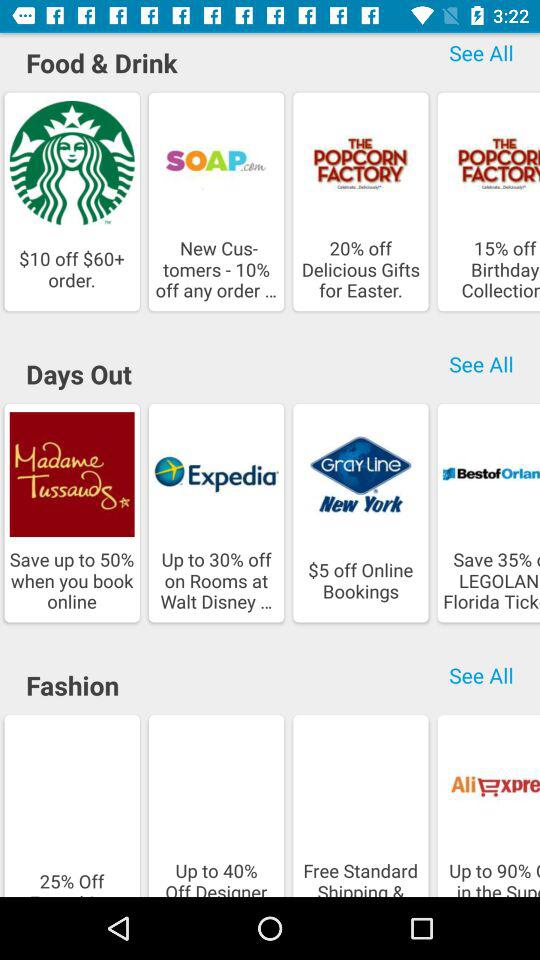 3:22
Food & Drink
See All
$10 off $60+
order.
SOAP.com
New Cus-
tomers - 10%
off any order ...
THE
POPCORN
FACTORY
Celebrate...Deliciously!
20% off
Delicious Gifts
for Easter.
THE
POPCOR
FACTORY
Celebrate...Deliciously!
15% off
Birthday
Collection
Days Out
See All
Madame
Tussauds
Save up to 50%
when you book
online
Expedia
Up to 30% off
on Rooms at
Walt Disney ...
GRAY LINE
New York
$5 off Online
Bookings
BestofOrlan
Save 35% o
LEGOLAN
Florida Tick
Fashion
See All
25% Off
Up to 40%
Off Designer
Free Standard
Shipping &
AliExpre
Up to 90% O
in the Supe